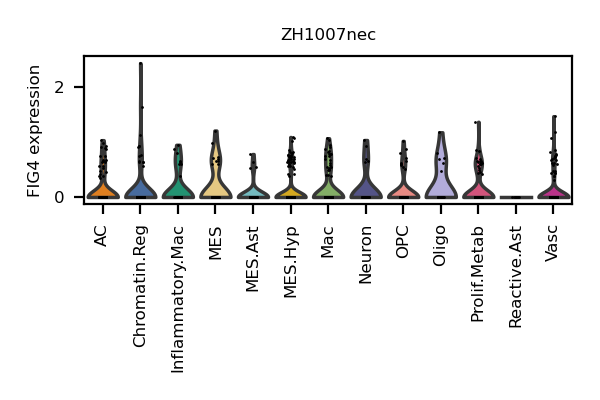 ZH1007nec
FIG4 expression
2
0
AC
Chromatin.Reg
Inflammatory.Mac
MES
MES.Ast
MES.Hyp
Mac
Neuron
OPC
Oligo
Prolif.Metab
Reactive.Ast
Vasc